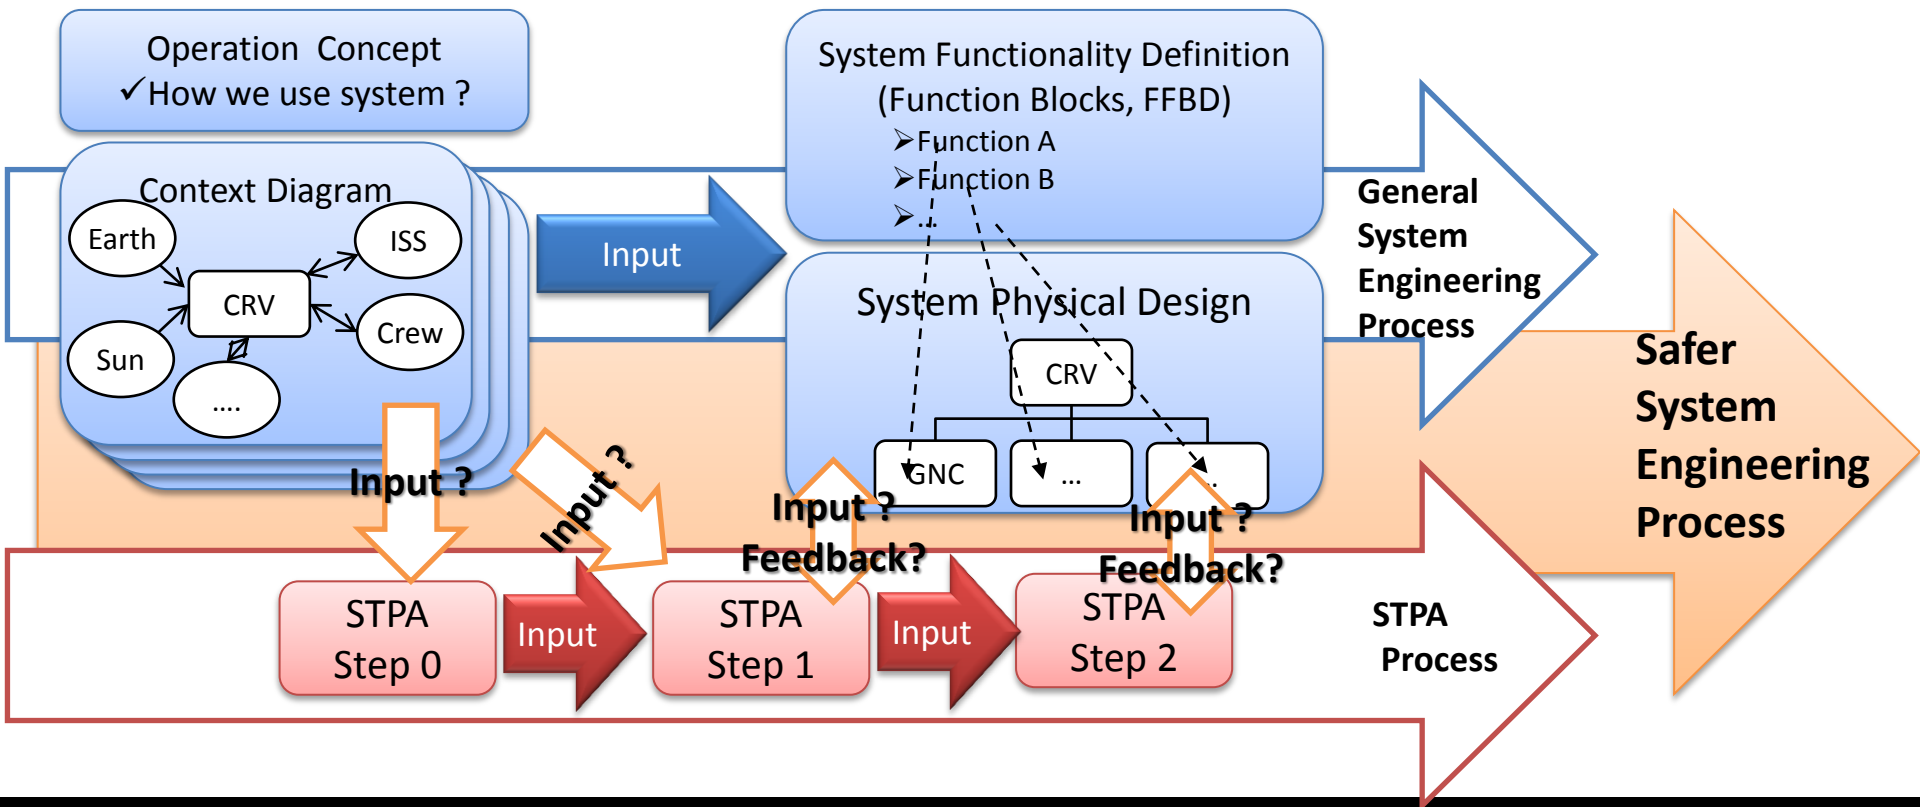 Operation  Concept
✓How we use system ?
Context Diagram
Earth
ISS
CRV
Crew
Sun
....
Input
System Functionality Definition
(Function Blocks, FFBD)
➢Function A
➢Function B
➢...
System Physical Design
CRV
GNC
...
...
General
System
Engineering
Process
Safer
System
Engineering
Process
Input ?
Input ?
Input ?
Feedback?
Input ?
Feedback?
STPA
Step 0
Input
STPA
Step 1
Input
STPA
Step 2
STPA
Process